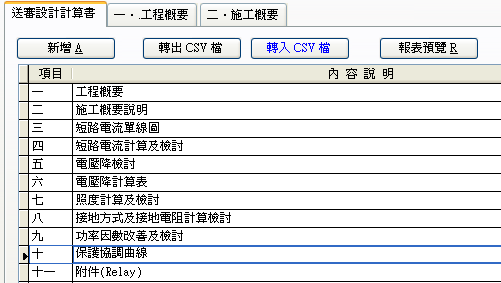 送審設計計算書 一．工程概要 二．施工概要
新增 A 轉出 CSV 檔 轉入 CSV 檔 報表預覽 R
項目 內 容 說 明
一 工程概要
二 施工概要說明
三 短路電流單線圖
四 短路電流計算及檢討
五 電壓降檢討
六 電壓降計算表
七 照度計算及檢討
八 接地方式及接地電阻計算檢討
九 功率因數改善及檢討
十 保護協調曲線
十一 附件(Relay)